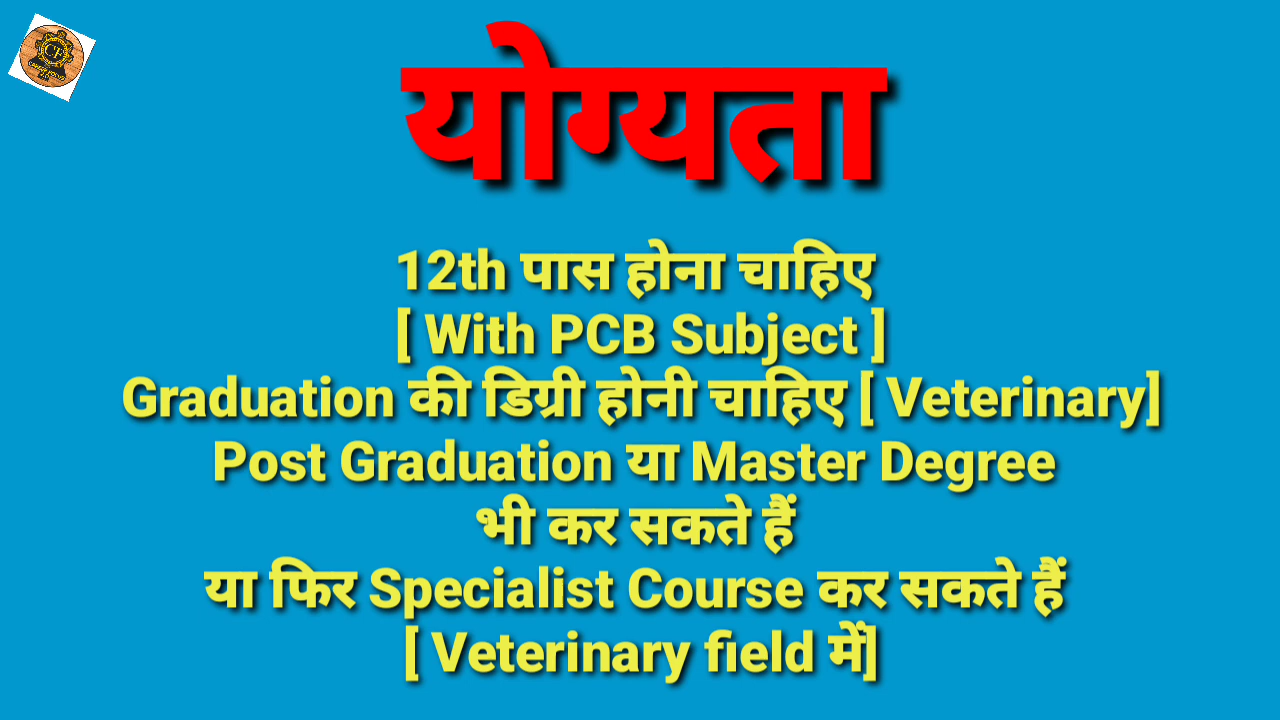 योग्यता
12th पास होना चाहिए
[ With PCB Subject ]
Graduation की डिग्री होनी चाहिए [ Veterinary]
Post Graduation या Master Degree
भी कर सकते हैं
या फिर Specialist Course कर सकते हैं
[ Veterinary field में]